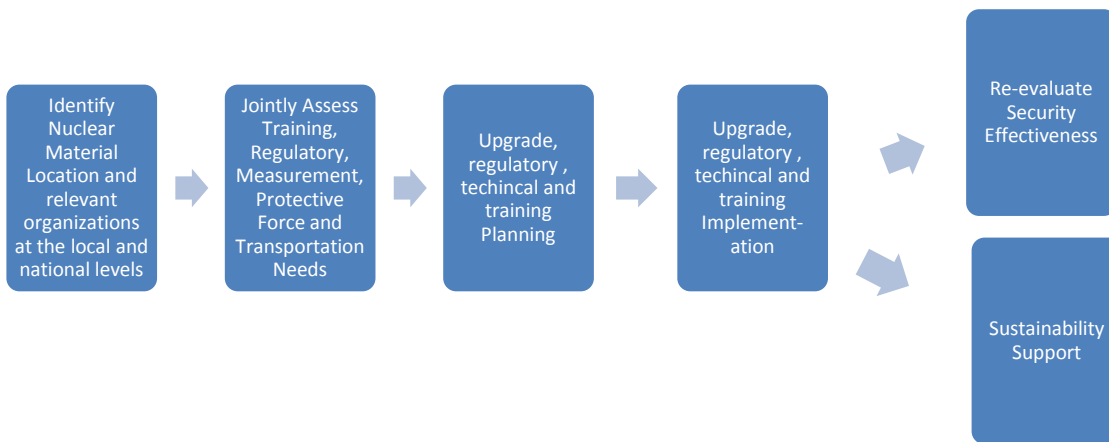 Identify
Nuclear
Material
Location and
relevant
organizations
at the local and
national levels
Jointly Assess
Training,
Regulatory,
Measurement,
Protective
Force and
Transportation
Needs
Upgrade,
regulatory ,
techincal and
training
Planning
Upgrade,
regulatory ,
techincal and
training
Implement-
ation
Re-evaluate
Security
Effectiveness
Sustainability
Support